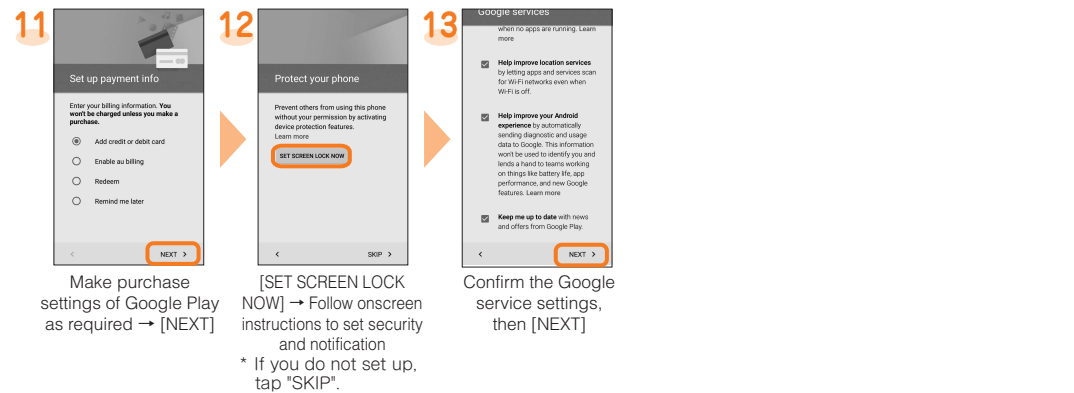 11
Set up payment info
Enter your billing information. You
won't be charged unless you make a
purchase.
Add credit or debit card
Enable au billing
Redeem
Remind me later
<
NEXT >
Make purchase
settings of Google Play
as required → [NEXT]
12
Protect your phone
Prevent others from using this phone
without your permission by activating
device protection features.
Learn more
SET SCREEN LOCK NOW
<
SKIP >
[SET SCREEN LOCK
NOW] → Follow onscreen
instructions to set security
and notification
* If you do not set up,
tap "SKIP".
13
Google services
when no apps are running. Learn
more
Help improve location services
by letting apps and services scan
for Wi-Fi networks even when
Wi-Fi is off.
Help improve your Android
experience by automatically
sending diagnostic and usage
data to Google. This information
won't be used to identify you and
lends a hand to teams working
on things like battery life, app
performance, and new Google
features. Learn more
Keep me up to date with news
and offers from Google Play.
<
NEXT >
Confirm the Google
service settings,
then [NEXT]